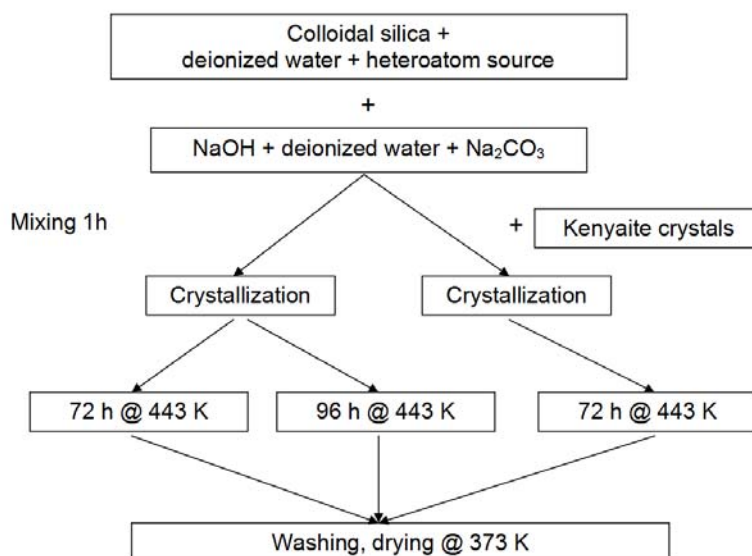 Colloidal silica +
deionized water + heteroatom source
+
NaOH + deionized water + Na₂CO₃
Mixing 1h
+ Kenyaite crystals
Crystallization Crystallization
72 h @ 443 K 96 h @ 443 K 72 h @ 443 K
Washing, drying @ 373 K